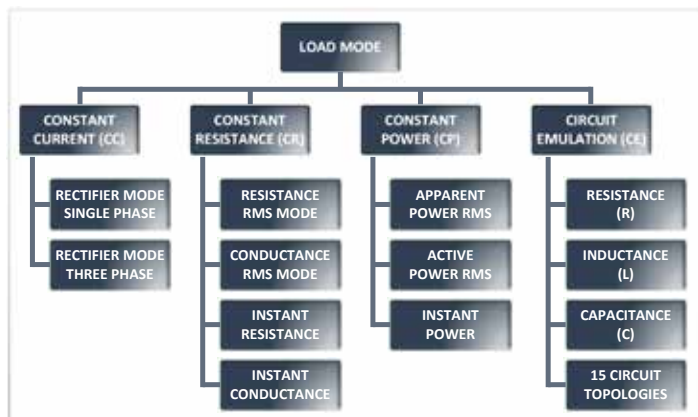 LOAD MODE
CONSTANT
CURRENT (CC)
CONSTANT
RESISTANCE (CR)
CONSTANT
POWER (CP)
CIRCUIT
EMULATION (CE)
RECTIFIER MODE
SINGLE PHASE
RECTIFIER MODE
THREE PHASE
RESISTANCE
RMS MODE
CONDUCTANCE
RMS MODE
INSTANT
RESISTANCE
INSTANT
CONDUCTANCE
APPARENT
POWER RMS
ACTIVE
POWER RMS
INSTANT
POWER
RESISTANCE
(R)
INDUCTANCE
(L)
CAPACITANCE
(C)
15 CIRCUIT
TOPOLOGIES